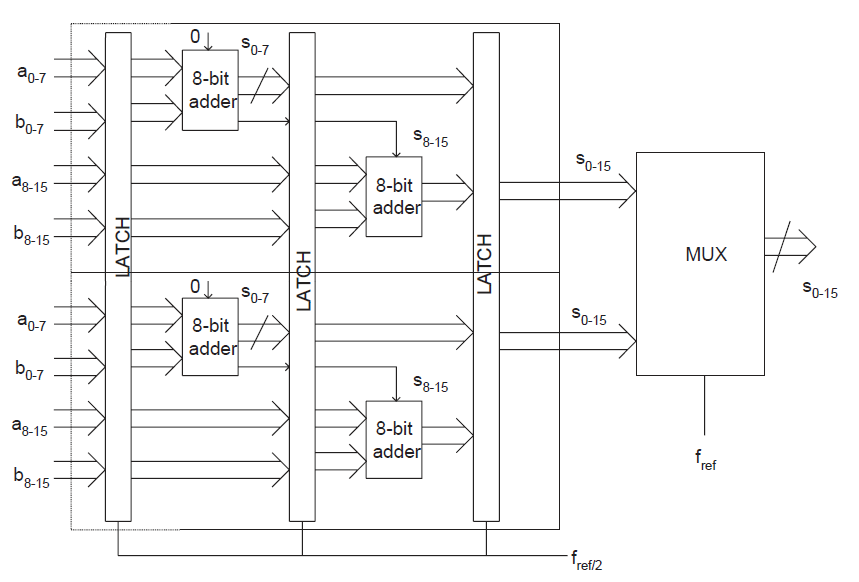 0
s0-7
a0-7
8-bit
adder
b0-7
s8-15
a8-15
8-bit
adder
b8-15
LATCH
LATCH
LATCH
s0-15
MUX
s0-15
0
s0-7
a0-7
8-bit
adder
b0-7
s8-15
a8-15
8-bit
adder
b8-15
s0-15
fref
fref/2